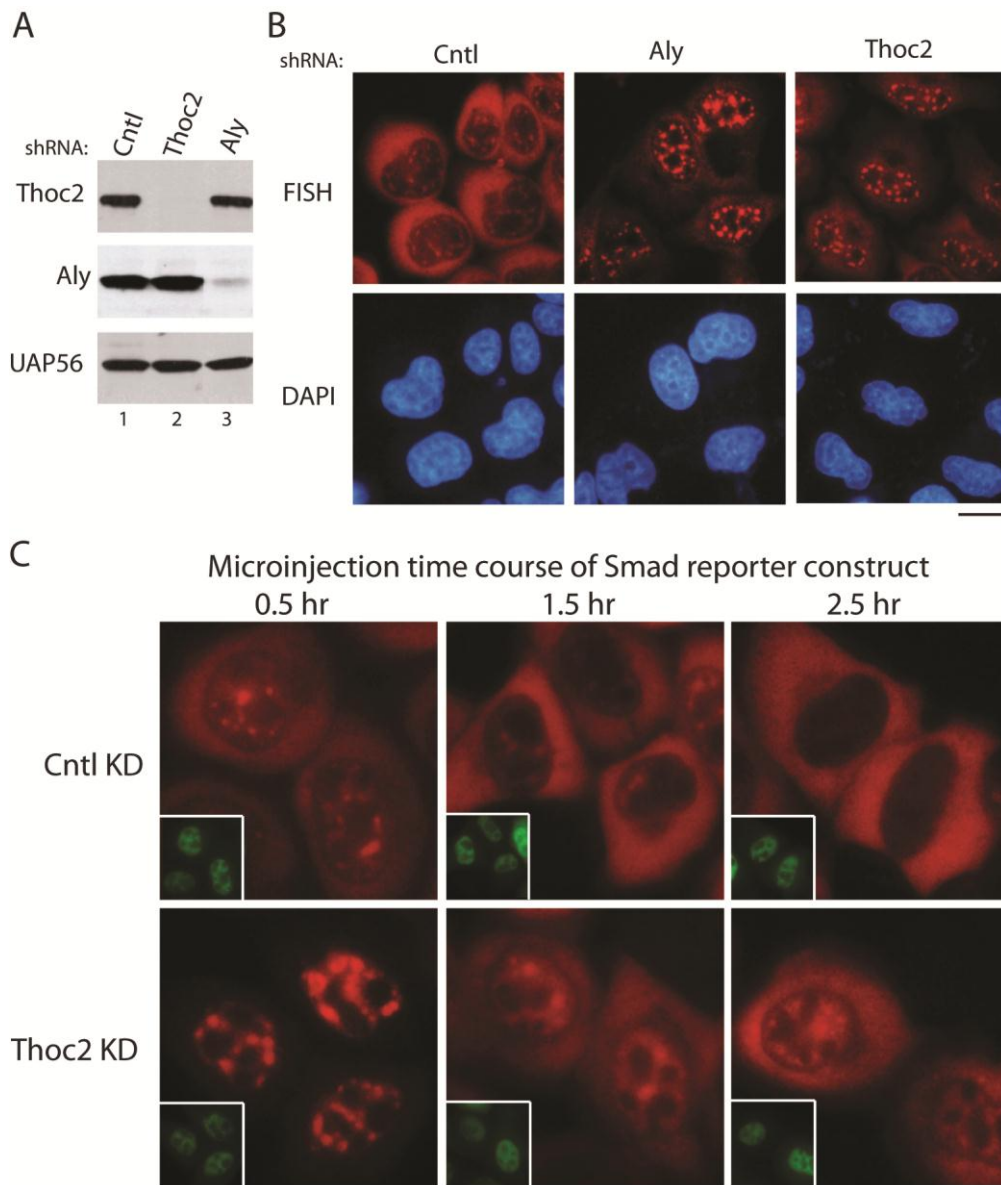 A
shRNA: Cntl Thoc2 Aly
Thoc2
Aly
UAP56
1 2 3
B
shRNA: Cntl Aly Thoc2
FISH
DAPI
C
Microinjection time course of Smad reporter construct
0.5 hr 1.5 hr 2.5 hr
Cntl KD
Thoc2 KD